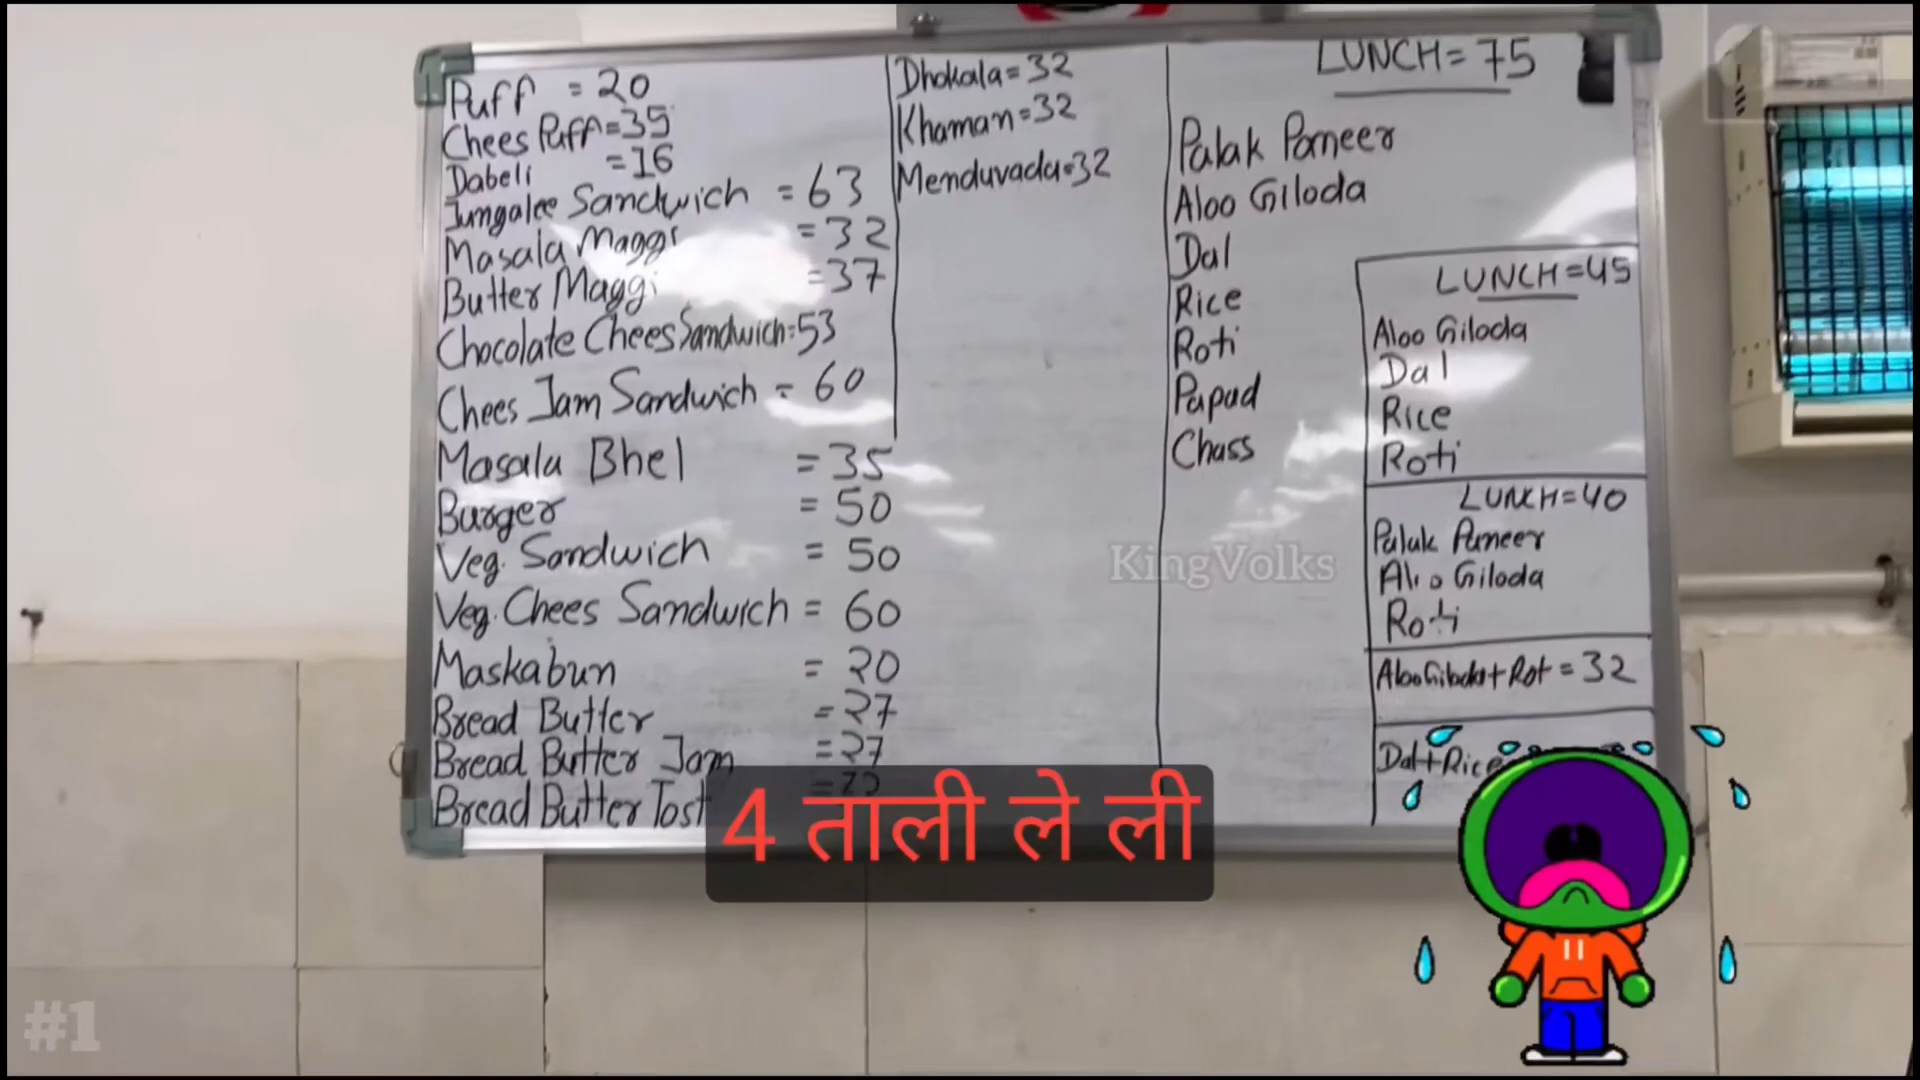 Puff = 20
Chees Puff = 35
Dabeli = 16
Jungalee Sandwich = 63
Masala Maggi = 32
Butter Maggi = 37
Chocolate Chees Sandwich = 53
Chees Jam Sandwich = 60
Masala Bhel = 35
Burger = 50
Veg. Sandwich = 50
Veg. Chees Sandwich = 60
Maskabun = 20
Bread Butter = 27
Bread Butter Jam = 27
Bread Butter Tost
Dhokala = 32
Khaman = 32
Menduvada = 32
LUNCH = 75
Palak Paneer
Aloo Giloda
Dal
Rice
Roti
Papad
Chass
LUNCH = 45
Aloo Giloda
Dal
Rice
Roti
LUNCH = 40
Palak Paneer
Aloo Giloda
Roti
Aloo Giloda + Rot = 32
Dal + Rice
KingVolks
4 ताली ले ली
#1